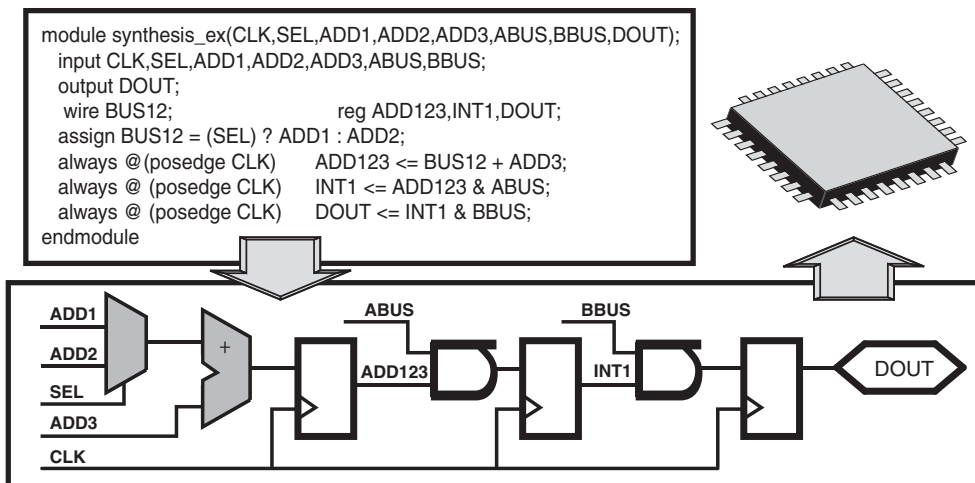 module synthesis_ex(CLK,SEL,ADD1,ADD2,ADD3,ABUS,BBUS,DOUT);
input CLK,SEL,ADD1,ADD2,ADD3,ABUS,BBUS;
output DOUT;
wire BUS12; reg ADD123,INT1,DOUT;
assign BUS12 = (SEL) ? ADD1 : ADD2;
always @(posedge CLK) ADD123 <= BUS12 + ADD3;
always @ (posedge CLK) INT1 <= ADD123 & ABUS;
always @ (posedge CLK) DOUT <= INT1 & BBUS;
endmodule
ADD1
ADD2
SEL
ADD3
CLK
+
ABUS
ADD123
BBUS
INT1
DOUT